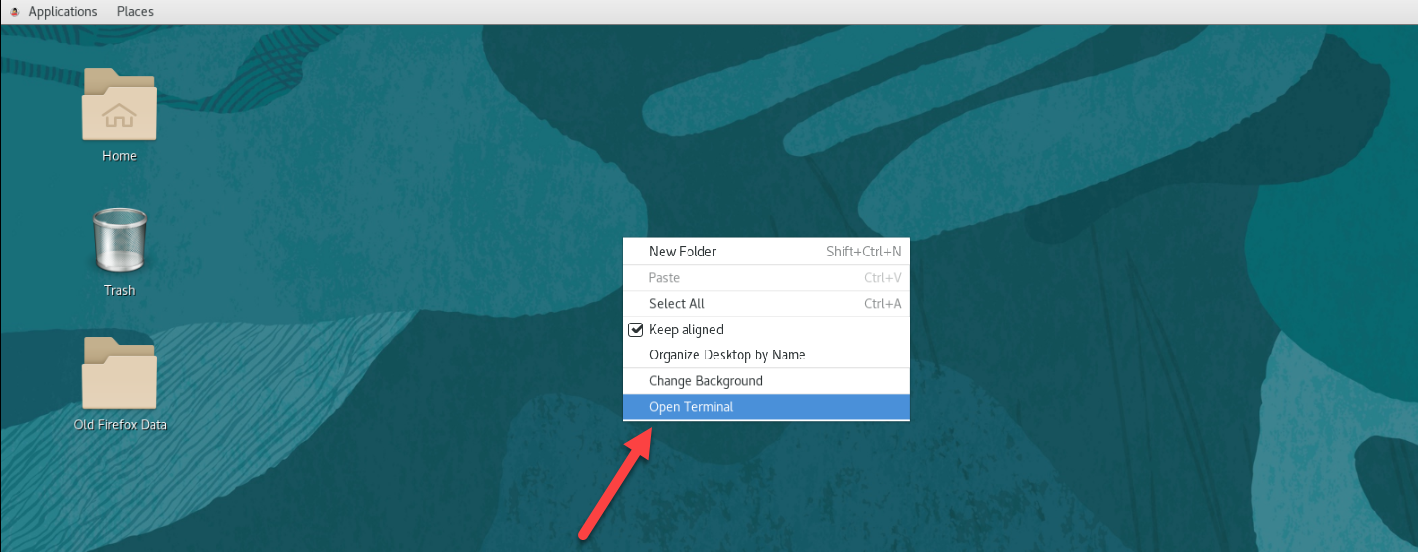 Applications Places
Home
Trash
Old Firefox Data
New Folder Shift+Ctrl+N
Paste Ctrl+V
Select All Ctrl+A
Keep aligned
Organize Desktop by Name
Change Background
Open Terminal